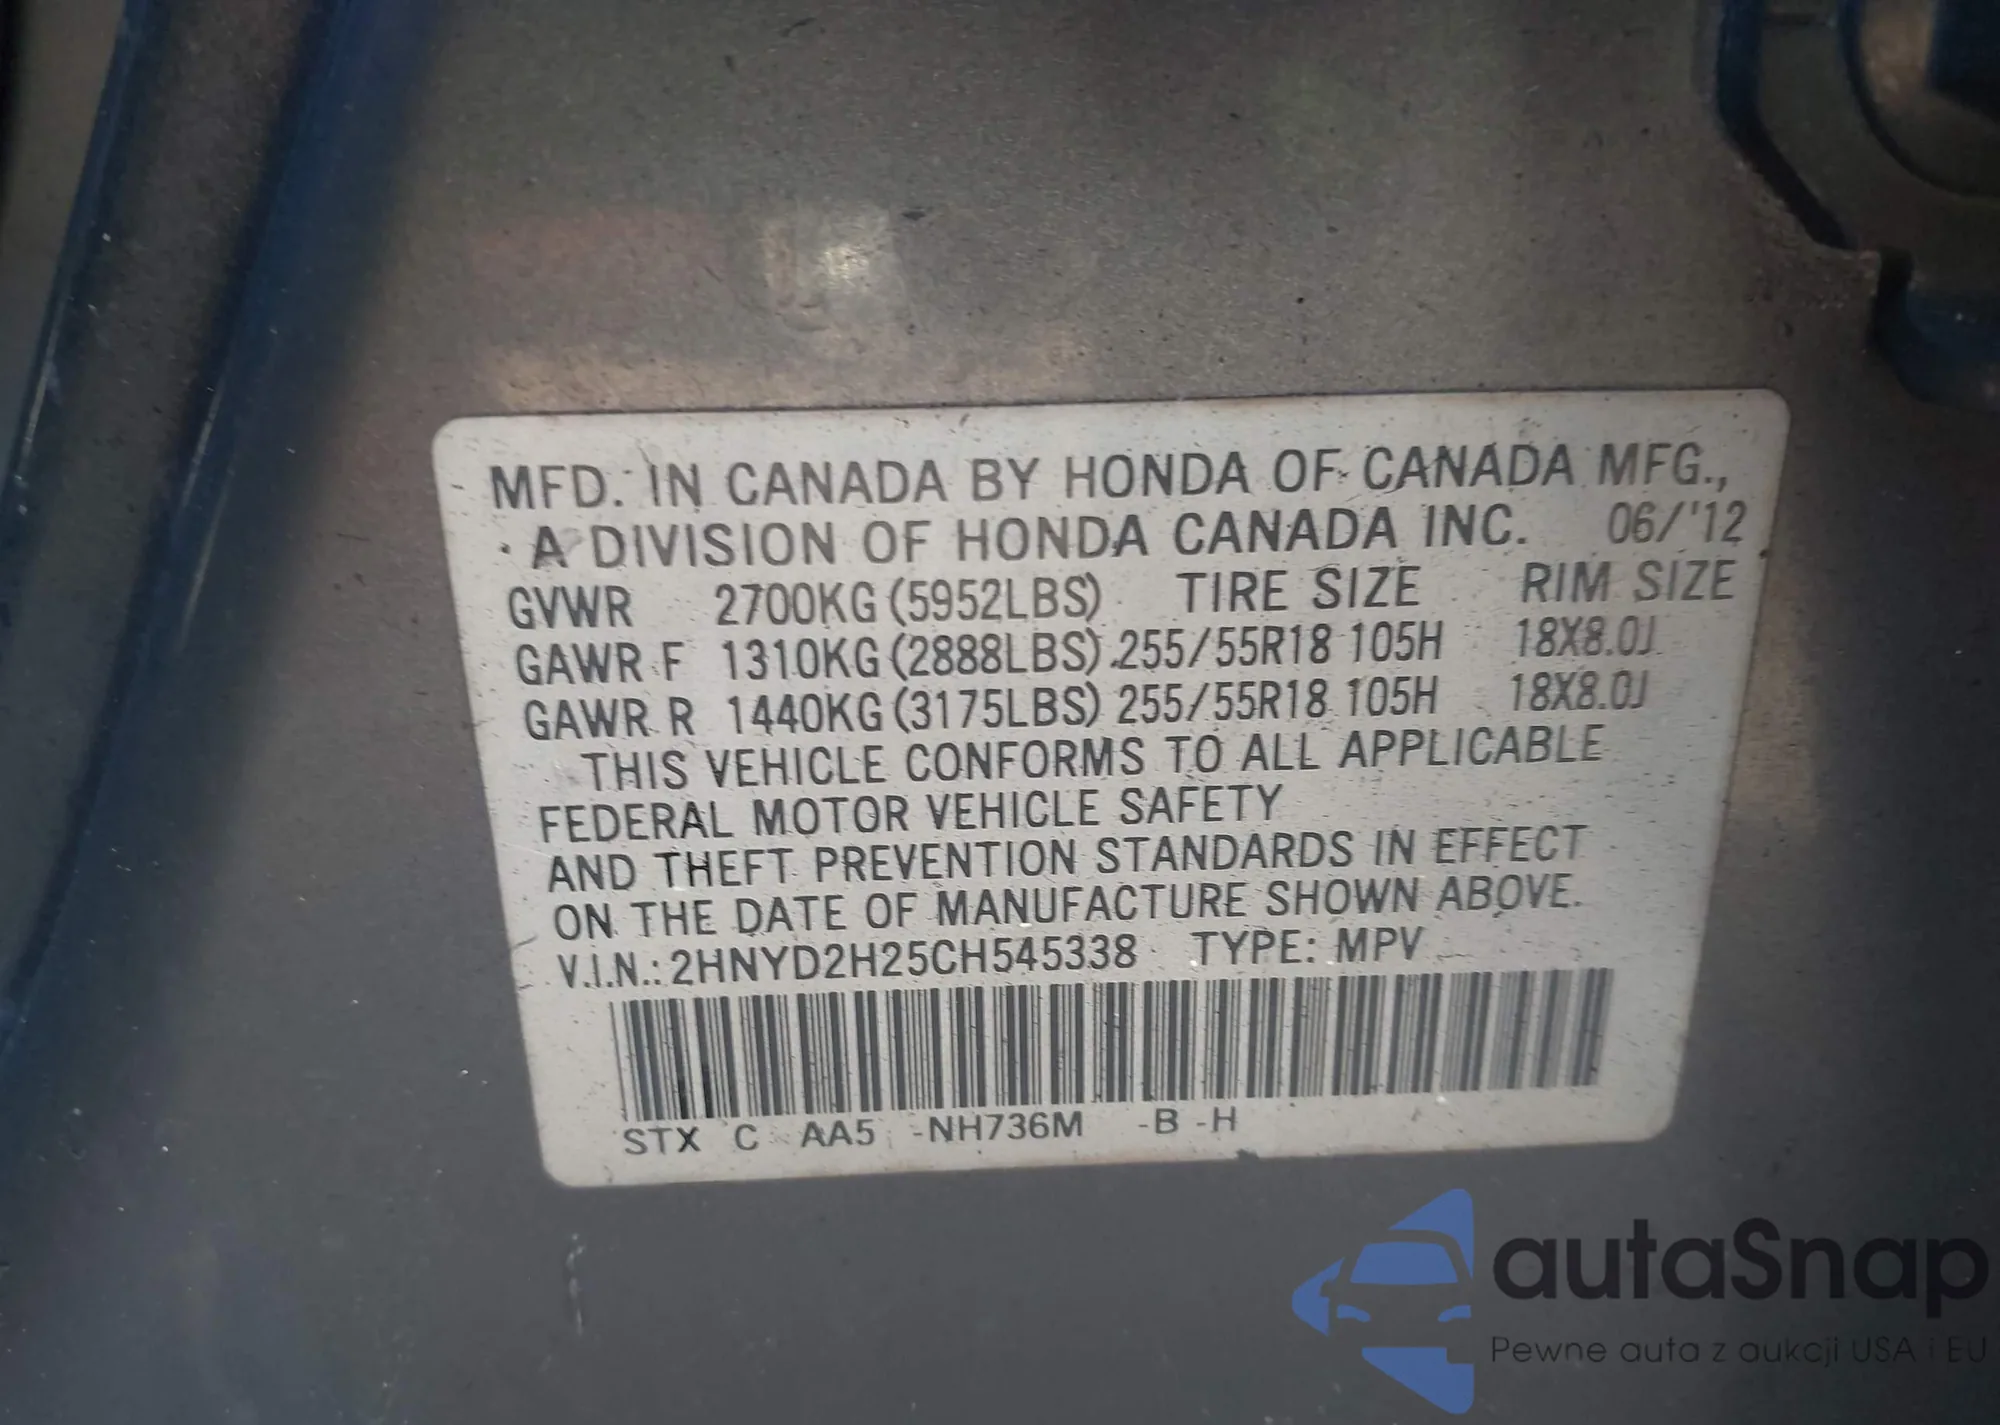 MFD. IN CANADA BY HONDA OF CANADA MFG.,
A DIVISION OF HONDA CANADA INC. 06/'12
GVWR 2700KG (5952LBS) TIRE SIZE RIM SIZE
GAWR F 1310KG (2888LBS) 255/55R18 105H 18X8.0J
GAWR R 1440KG (3175LBS) 255/55R18 105H 18X8.0J
THIS VEHICLE CONFORMS TO ALL APPLICABLE
FEDERAL MOTOR VEHICLE SAFETY
AND THEFT PREVENTION STANDARDS IN EFFECT
ON THE DATE OF MANUFACTURE SHOWN ABOVE.
V.I.N.: 2HNYD2H25CH545338 TYPE: MPV
STX C AA5 -NH736M -B -H
autaSnap
Pewne auta z aukcji USA i EU